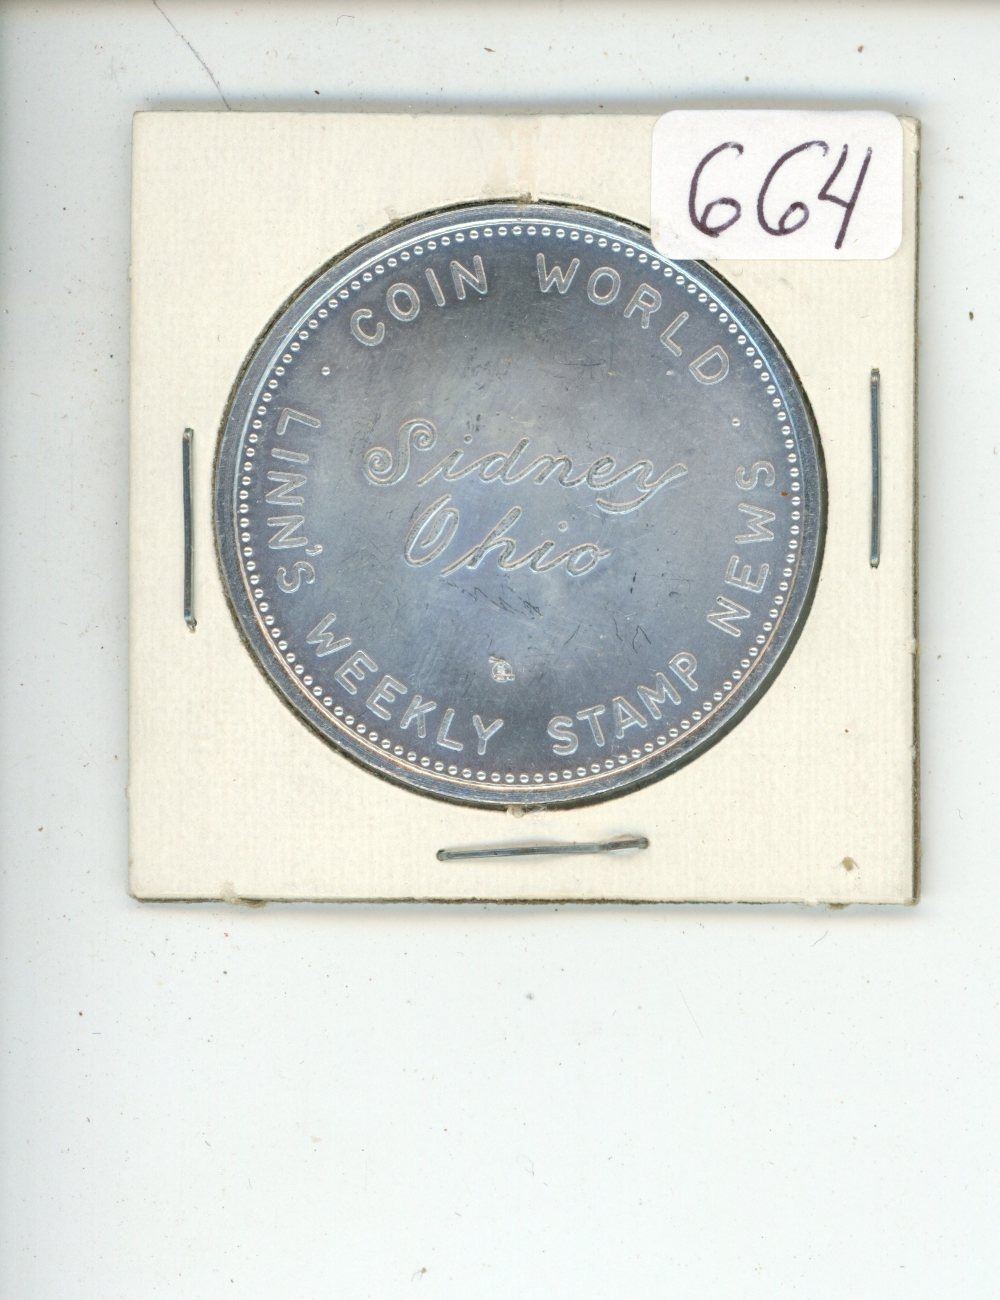 664
· COIN WORLD ·
Sidney
Ohio
LINN'S WEEKLY STAMP NEWS